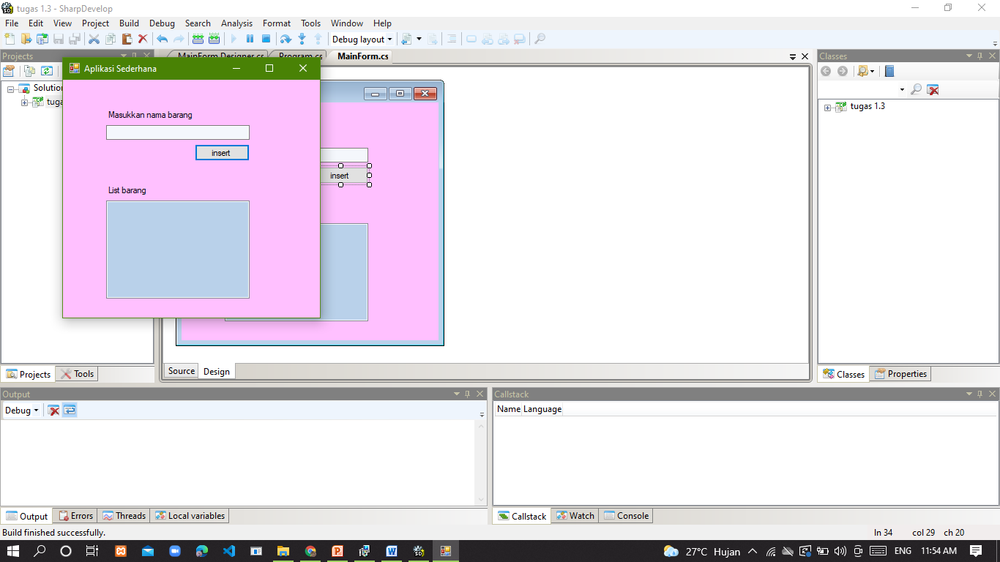 tugas 1.3 - SharpDevelop
File Edit View Project Build Debug Search Analysis Format Tools Window Help
Debug layout
Projects
MainForm.Designer.cs Program.cs MainForm.cs
Classes
Solution
tugas 1.3
Aplikasi Sederhana
Masukkan nama barang
insert
List barang
insert
Projects Tools
Source Design
Classes Properties
Output
Debug
Callstack
Name Language
Output Errors Threads Local variables
Callstack Watch Console
Build finished successfully.
ln 34 col 29 ch 20
27°C Hujan ENG 11:54 AM